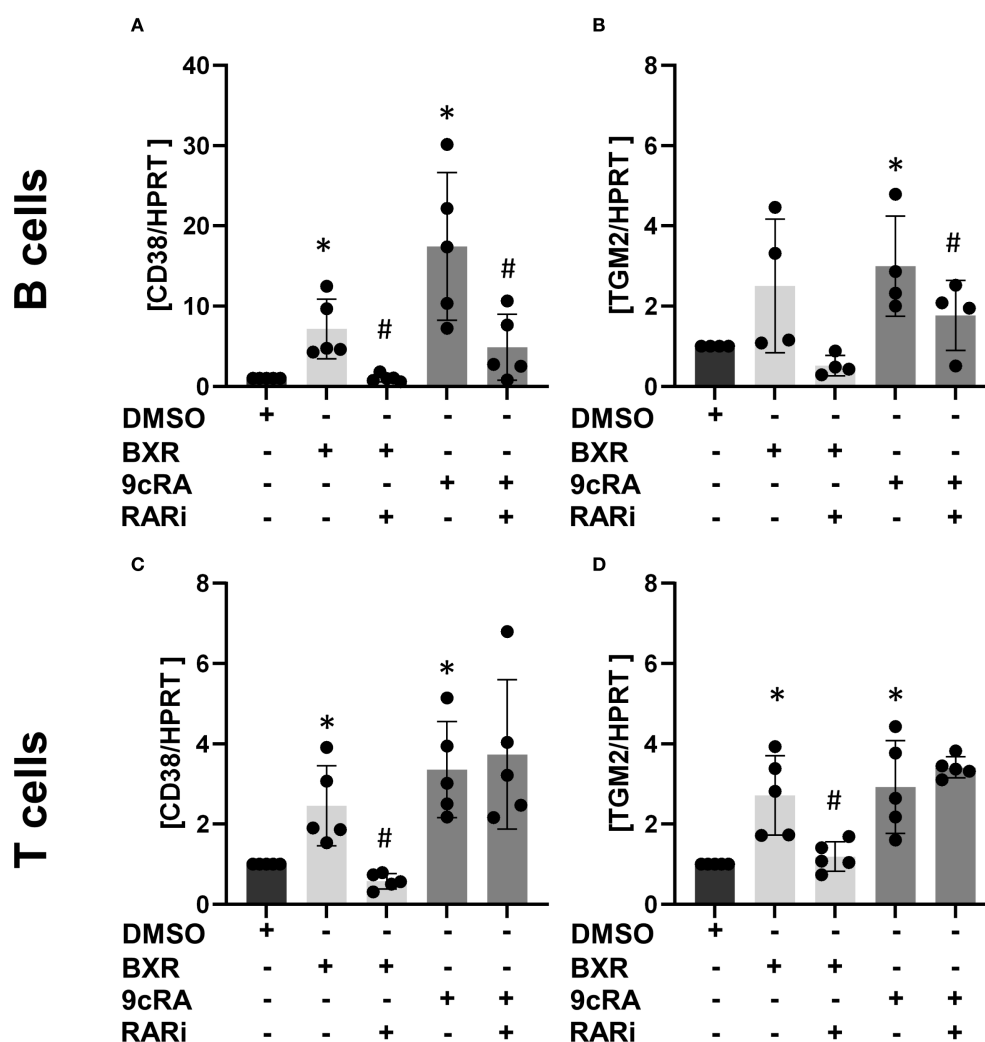 A
B
B cells
[CD38/HPRT ]
40
30
20
10
0
* # * #
DMSO + - - - -
BXR - + + - -
9cRA - - - + +
RARi - - + - +
[TGM2/HPRT ]
8
6
4
2
0
* #
DMSO + - - - -
BXR - + + - -
9cRA - - - + +
RARi - - + - +
C
D
T cells
[CD38/HPRT ]
8
6
4
2
0
* # *
DMSO + - - - -
BXR - + + - -
9cRA - - - + +
RARi - - + - +
[TGM2/HPRT ]
8
6
4
2
0
* # *
DMSO + - - - -
BXR - + + - -
9cRA - - - + +
RARi - - + - +